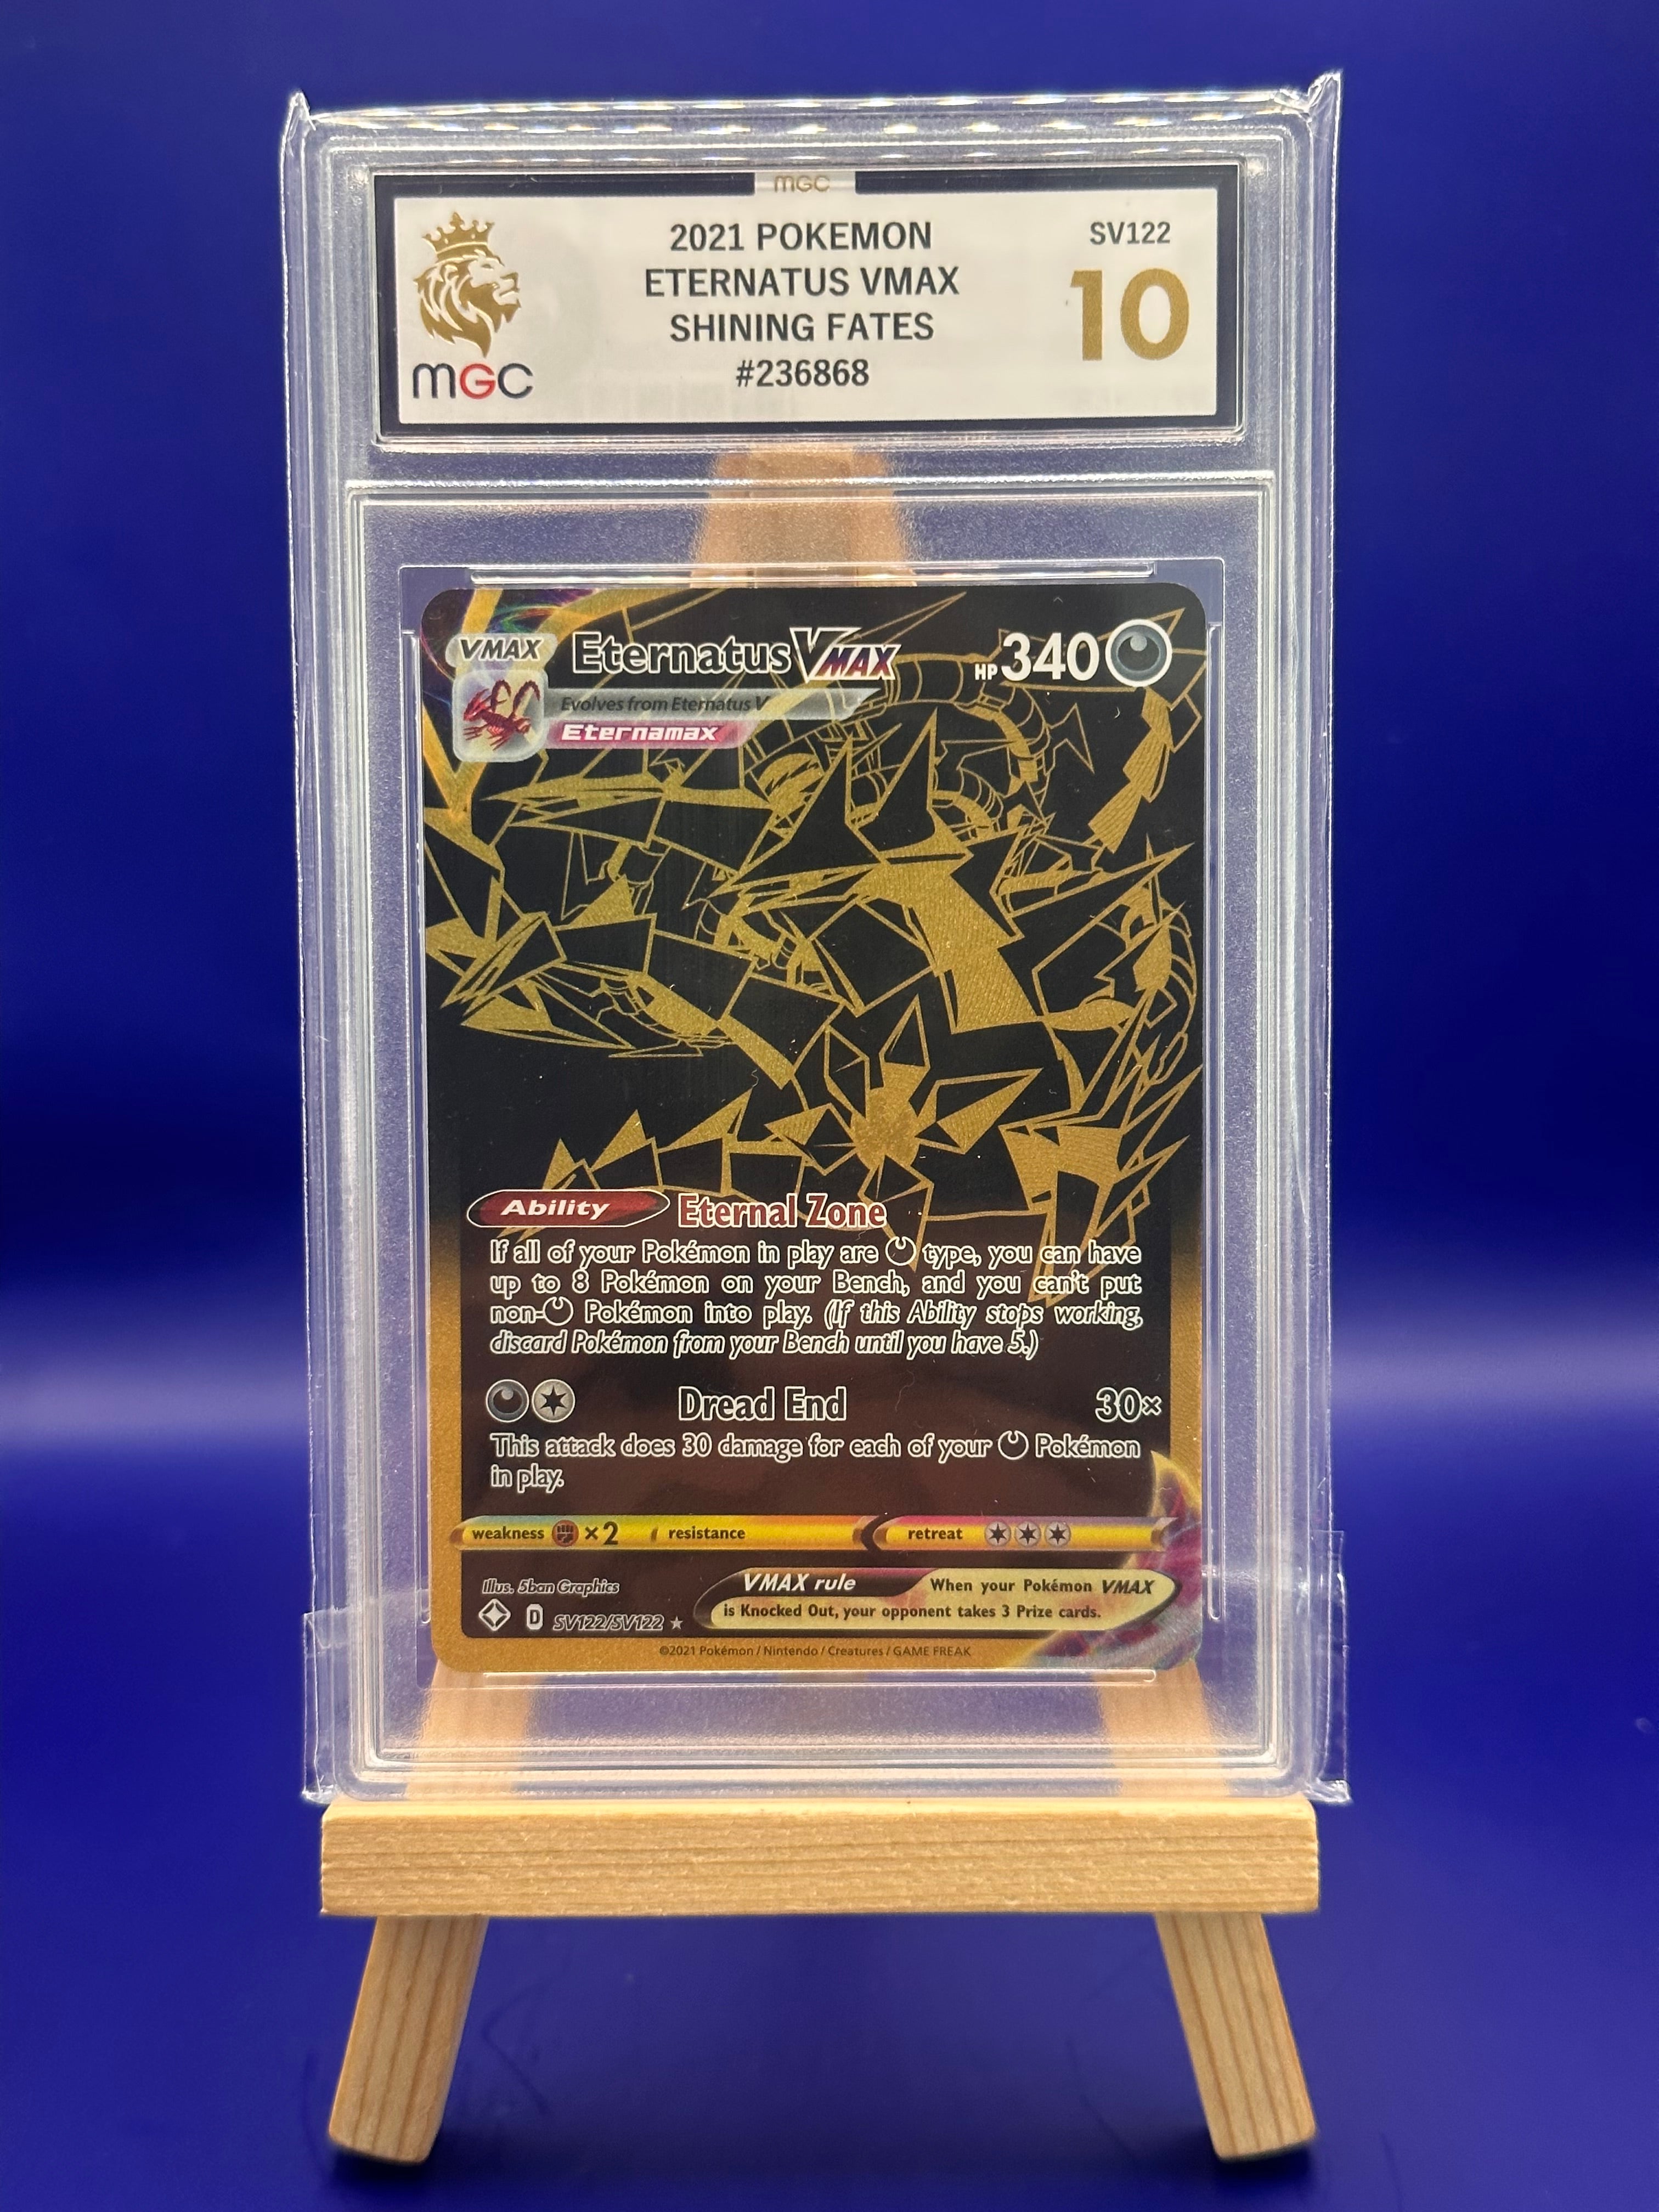 MGC
2021 POKEMON
SV122
ETERNATUS VMAX
10
SHINING FATES
#236868
MGC
VMAX
Eternatus VMAX
HP 340
Evolves from Eternatus V
Eternamax
Ability
Eternal Zone
If all of your Pokémon in play are type, you can have
up to 8 Pokémon on your Bench, and you can't put
non- Pokémon into play. (If this Ability stops working,
discard Pokémon from your Bench until you have 5.)
Dread End
30×
This attack does 30 damage for each of your Pokémon
in play.
weakness ×2 resistance retreat
Illus. 5ban Graphics
VMAX rule When your Pokémon VMAX
is Knocked Out, your opponent takes 3 Prize cards.
D SV122/SV122 ★
©2021 Pokémon / Nintendo / Creatures / GAME FREAK